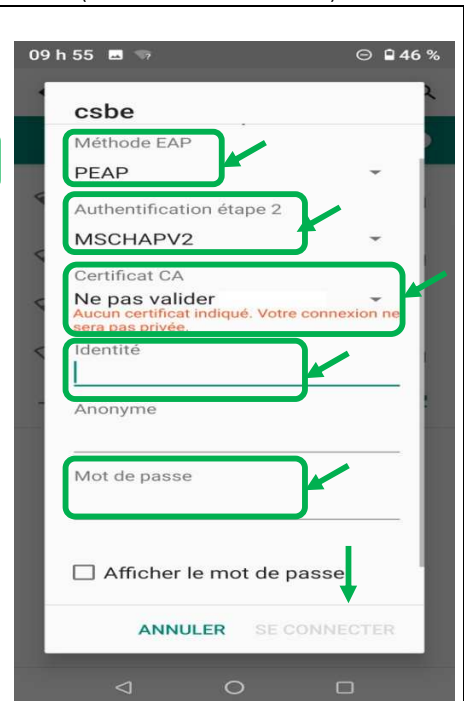 09 h 55
46 %
csbe
Méthode EAP
PEAP
Authentification étape 2
MSCHAPV2
Certificat CA
Ne pas valider
Aucun certificat indiqué. Votre connexion ne
sera pas privée.
Identité
Anonyme
Mot de passe
Afficher le mot de passe
ANNULER SE CONNECTER